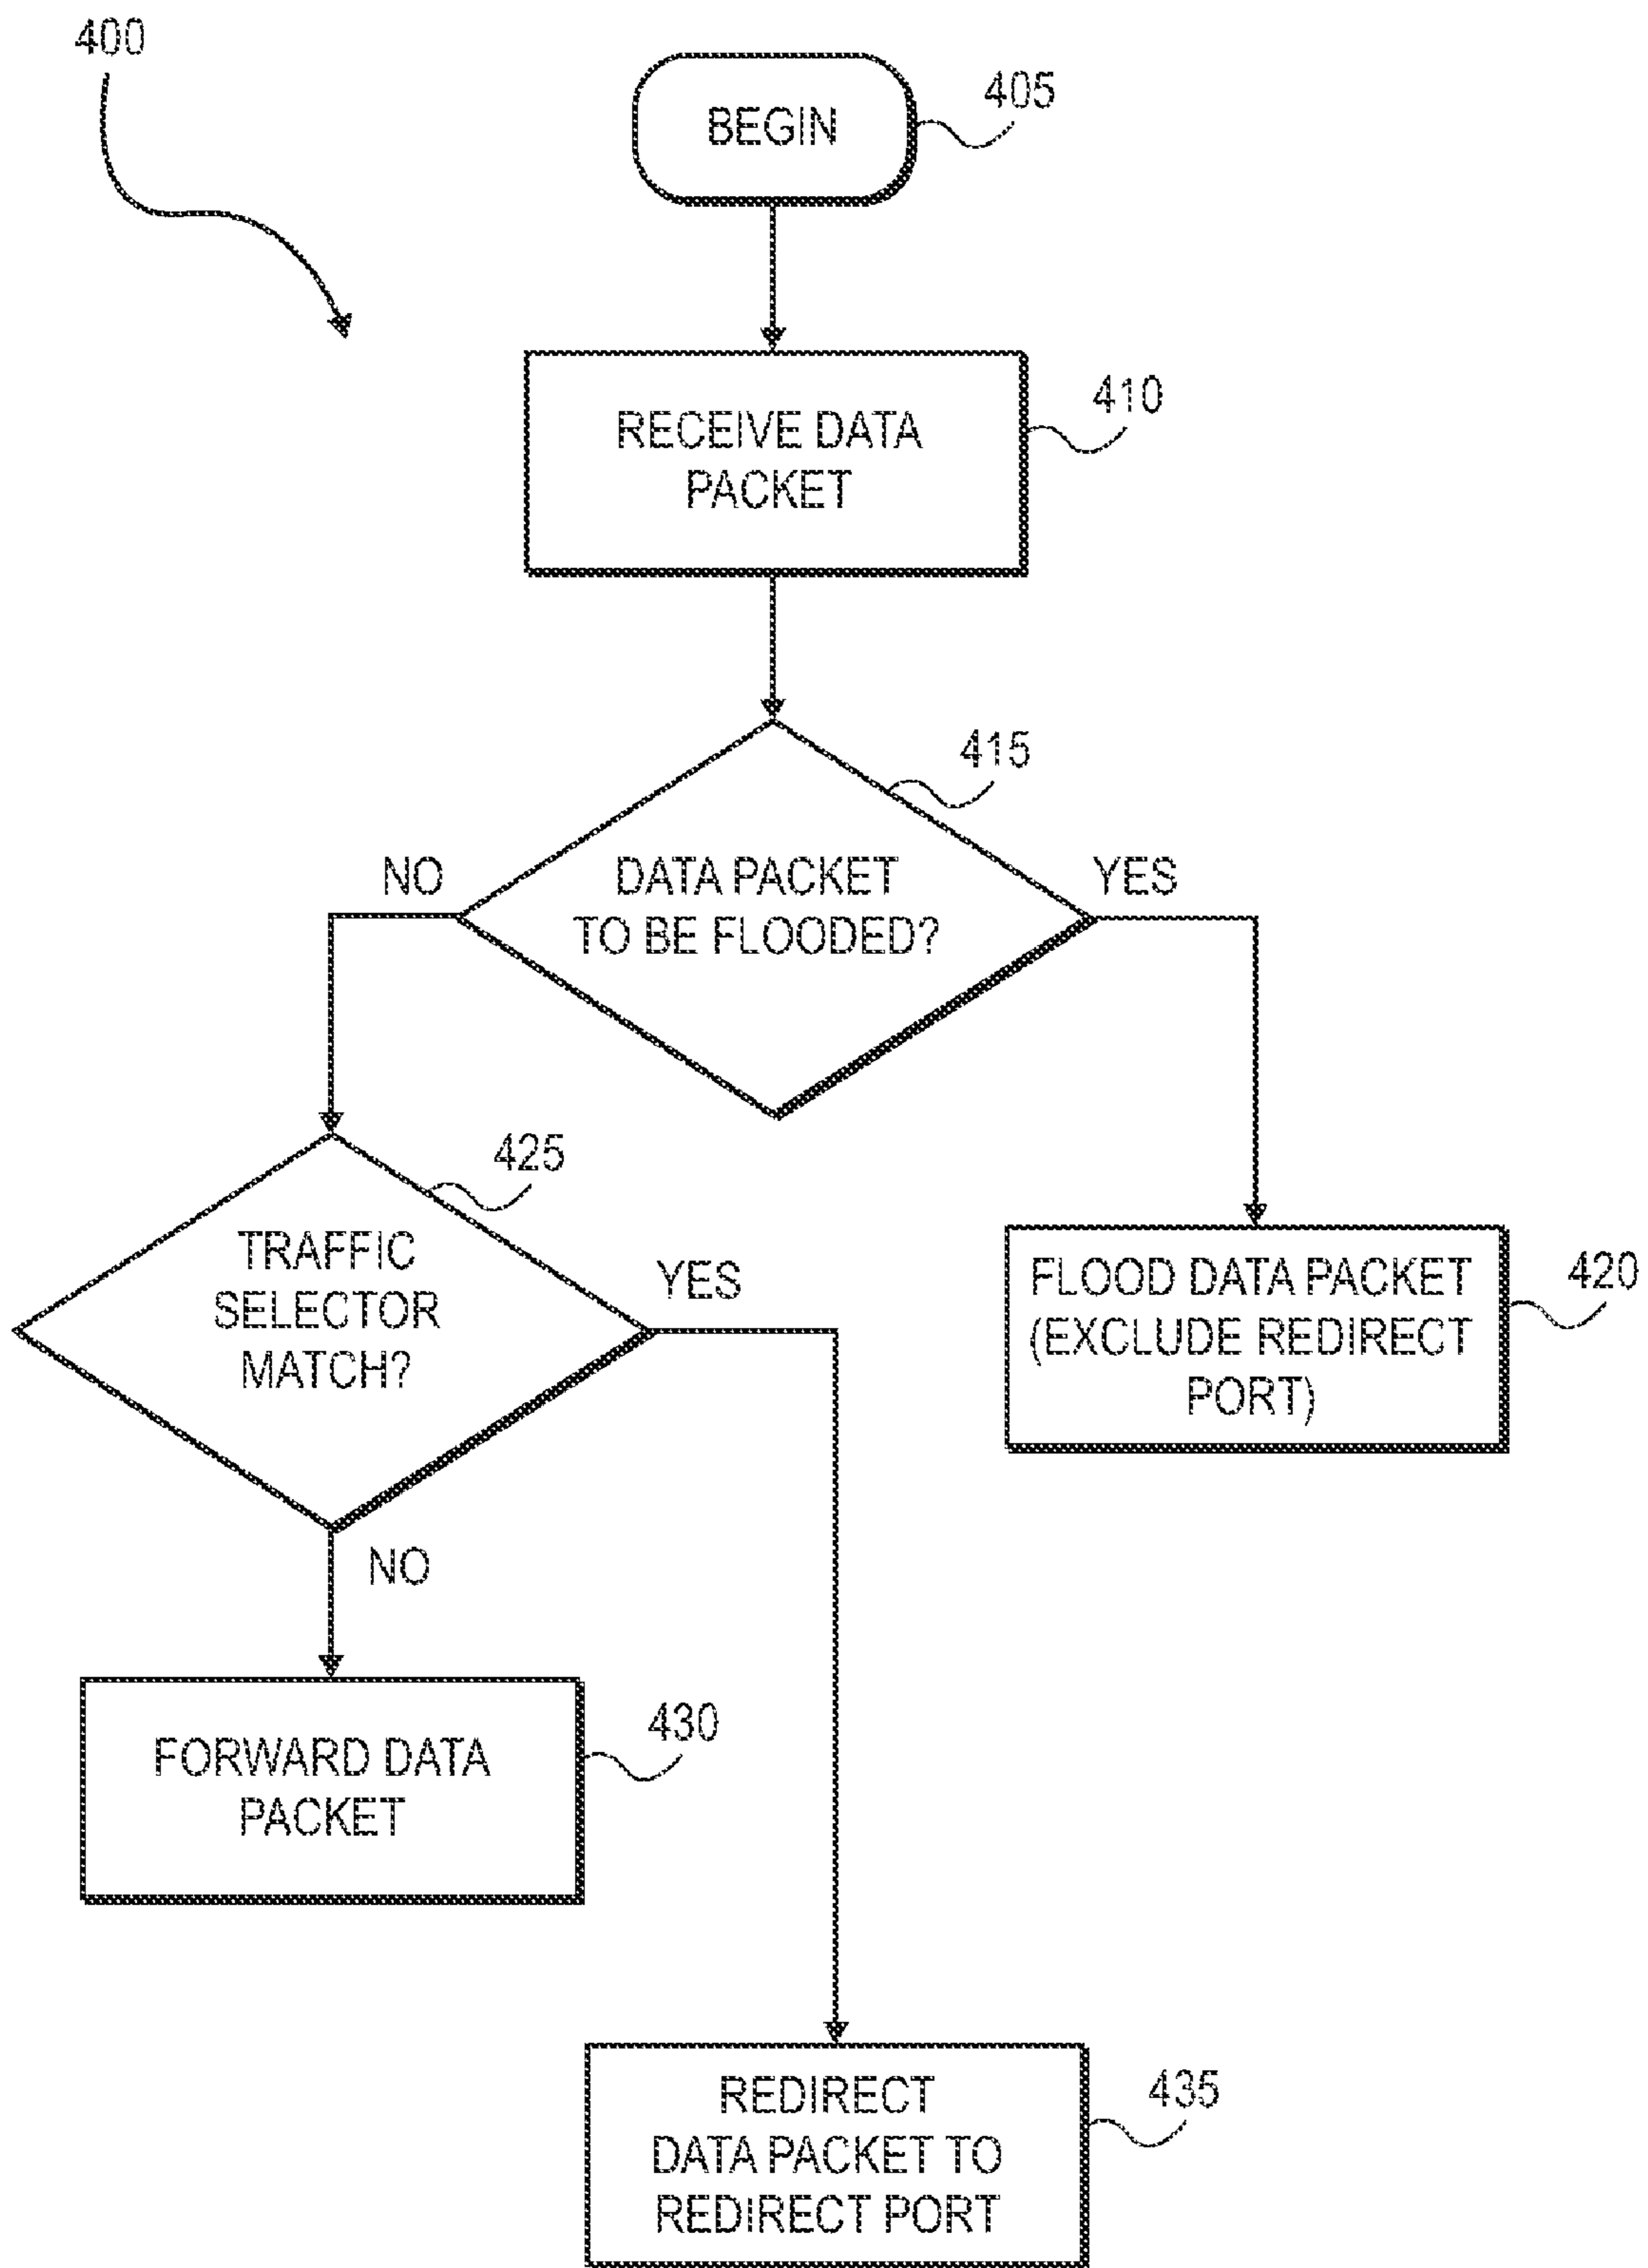 400
BEGIN
405
RECEIVE DATA
PACKET
410
415
DATA PACKET
TO BE FLOODED?
NO
YES
425
TRAFFIC
SELECTOR
MATCH?
YES
NO
FLOOD DATA PACKET
(EXCLUDE REDIRECT
PORT)
420
FORWARD DATA
PACKET
430
REDIRECT
DATA PACKET TO
REDIRECT PORT
435